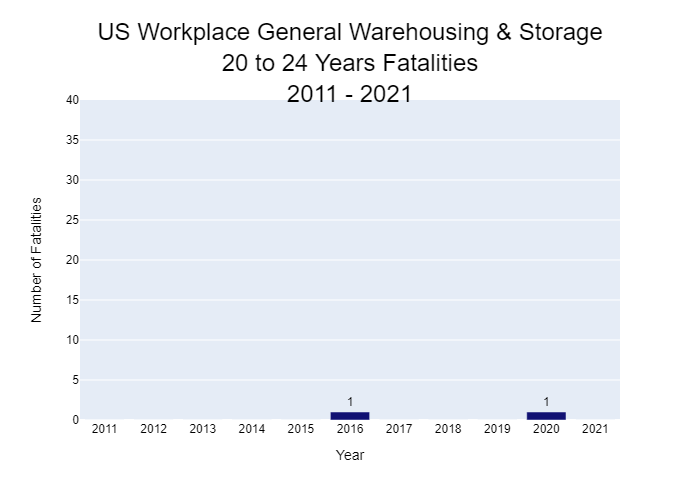 US Workplace General Warehousing & Storage
20 to 24 Years Fatalities
2011 - 2021
40
35
30
25
20
15
10
5
0
Number of Fatalities
1
1
2011 2012 2013 2014 2015 2016 2017 2018 2019 2020 2021
Year